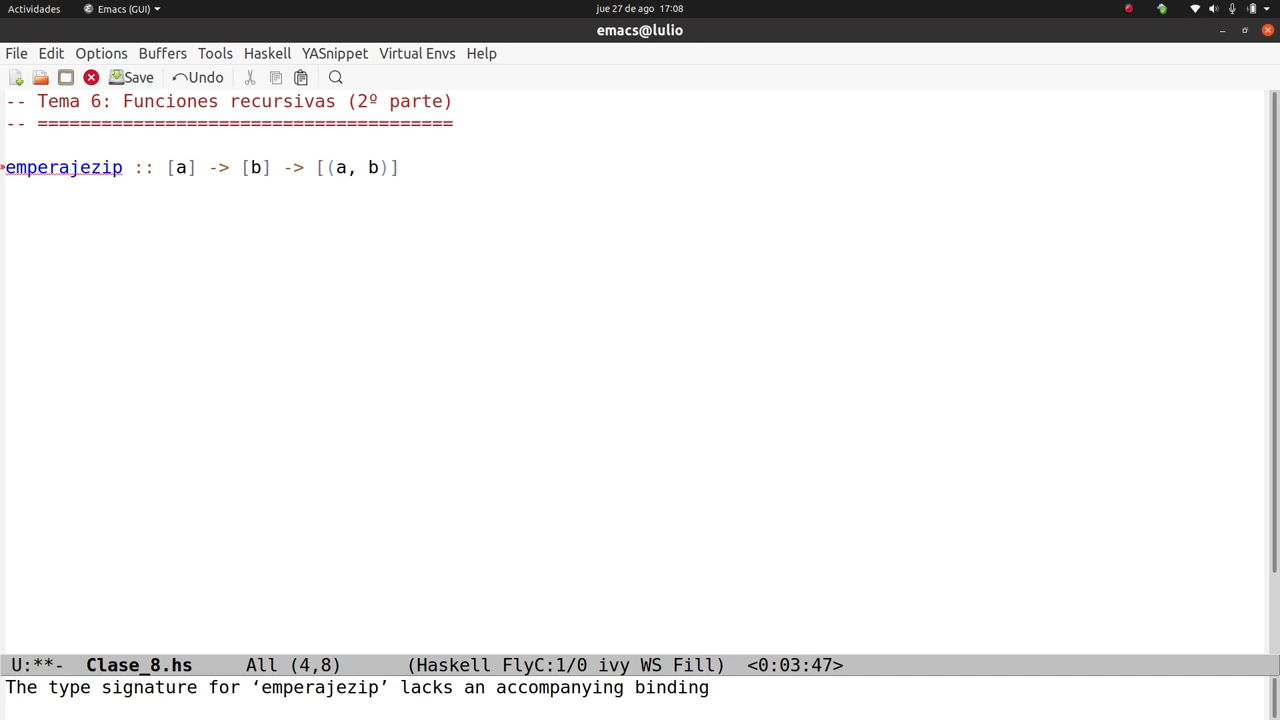 Actividades Emacs (GUI) jue 27 de ago 17:08
emacs@lulio
File Edit Options Buffers Tools Haskell YASnippet Virtual Envs Help
Save Undo
-- Tema 6: Funciones recursivas (2º parte)
-- =======================================
emperajezip :: [a] -> [b] -> [(a, b)]
U:**- Clase_8.hs All (4,8) (Haskell FlyC:1/0 ivy WS Fill) <0:03:47>
The type signature for ‘emperajezip’ lacks an accompanying binding